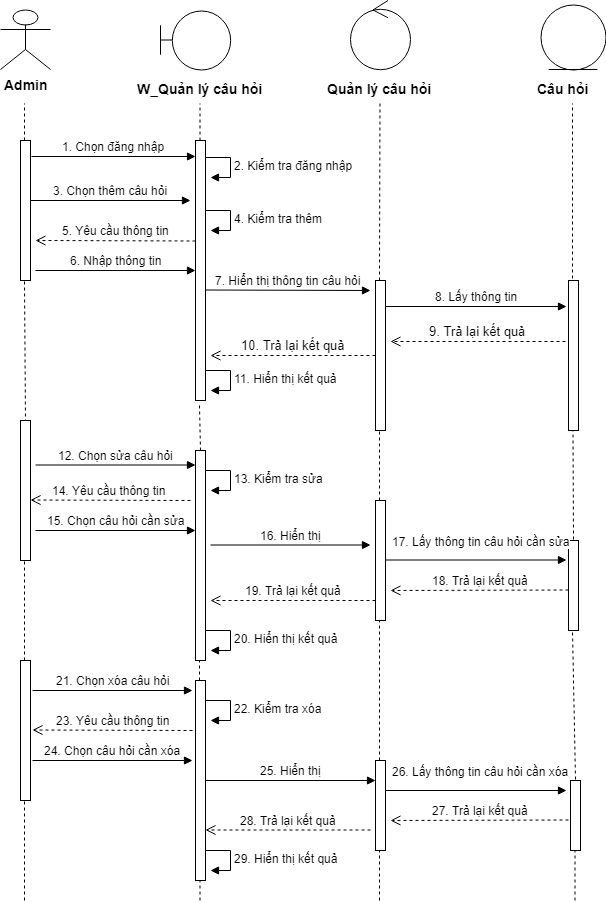 Admin
W_Quản lý câu hỏi
Quản lý câu hỏi
Câu hỏi
1. Chọn đăng nhập
2. Kiểm tra đăng nhập
3. Chọn thêm câu hỏi
4. Kiểm tra thêm
5. Yêu cầu thông tin
6. Nhập thông tin
7. Hiển thị thông tin câu hỏi
8. Lấy thông tin
9. Trả lại kết quả
10. Trả lại kết quả
11. Hiển thị kết quả
12. Chọn sửa câu hỏi
13. Kiểm tra sửa
14. Yêu cầu thông tin
15. Chọn câu hỏi cần sửa
16. Hiển thị
17. Lấy thông tin câu hỏi cần sửa
18. Trả lại kết quả
19. Trả lại kết quả
20. Hiển thị kết quả
21. Chọn xóa câu hỏi
22. Kiểm tra xóa
23. Yêu cầu thông tin
24. Chọn câu hỏi cần xóa
25. Hiển thị
26. Lấy thông tin câu hỏi cần xóa
27. Trả lại kết quả
28. Trả lại kết quả
29. Hiển thị kết quả